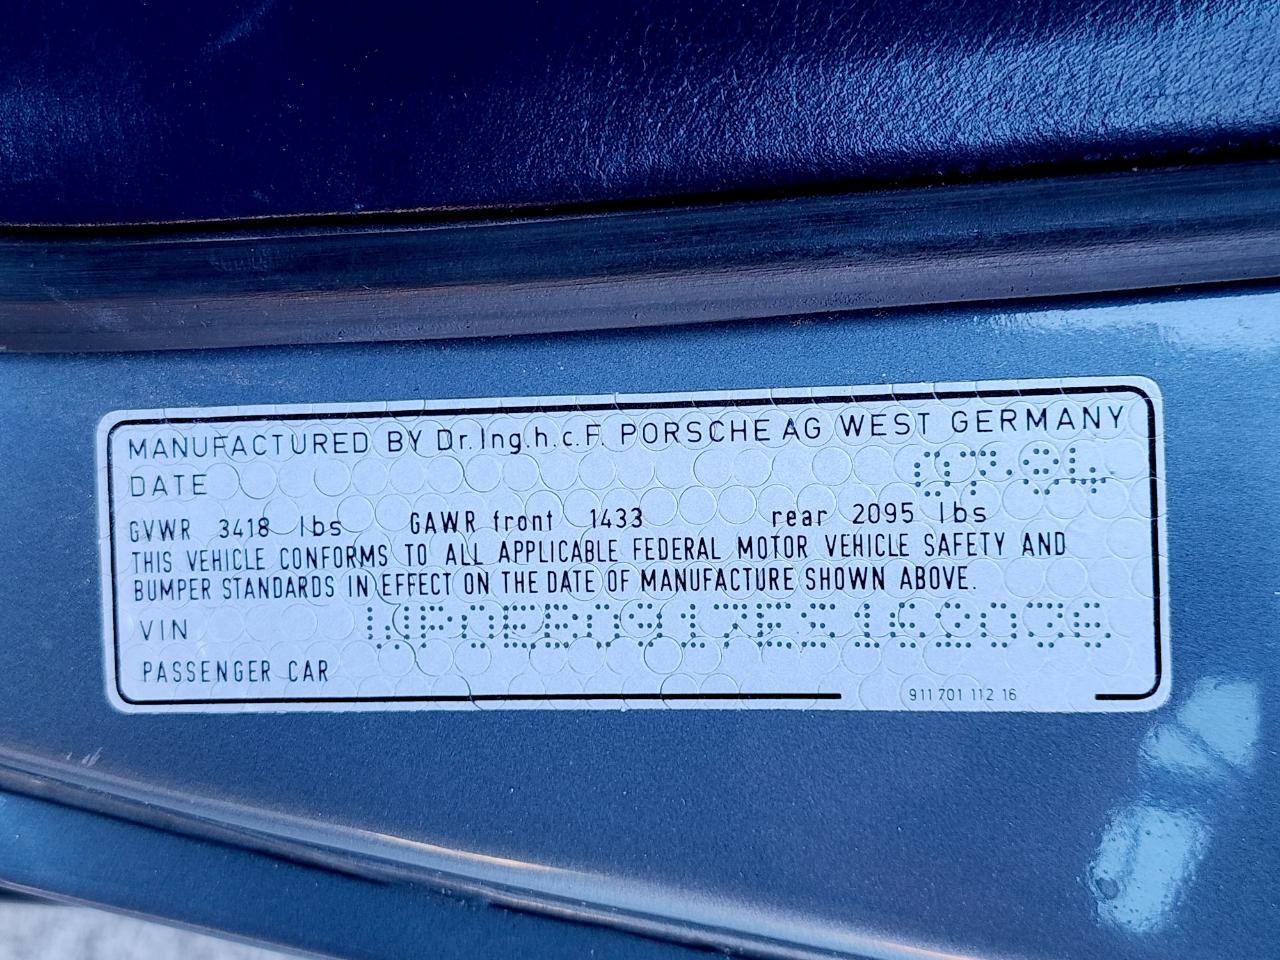 MANUFACTURED BY Dr.Ing.h.c.F. PORSCHE AG WEST GERMANY
DATE 07.84
GVWR 3418 lbs GAWR front 1433 rear 2095 lbs
THIS VEHICLE CONFORMS TO ALL APPLICABLE FEDERAL MOTOR VEHICLE SAFETY AND
BUMPER STANDARDS IN EFFECT ON THE DATE OF MANUFACTURE SHOWN ABOVE.
VIN
PASSENGER CAR
911 701 112 16